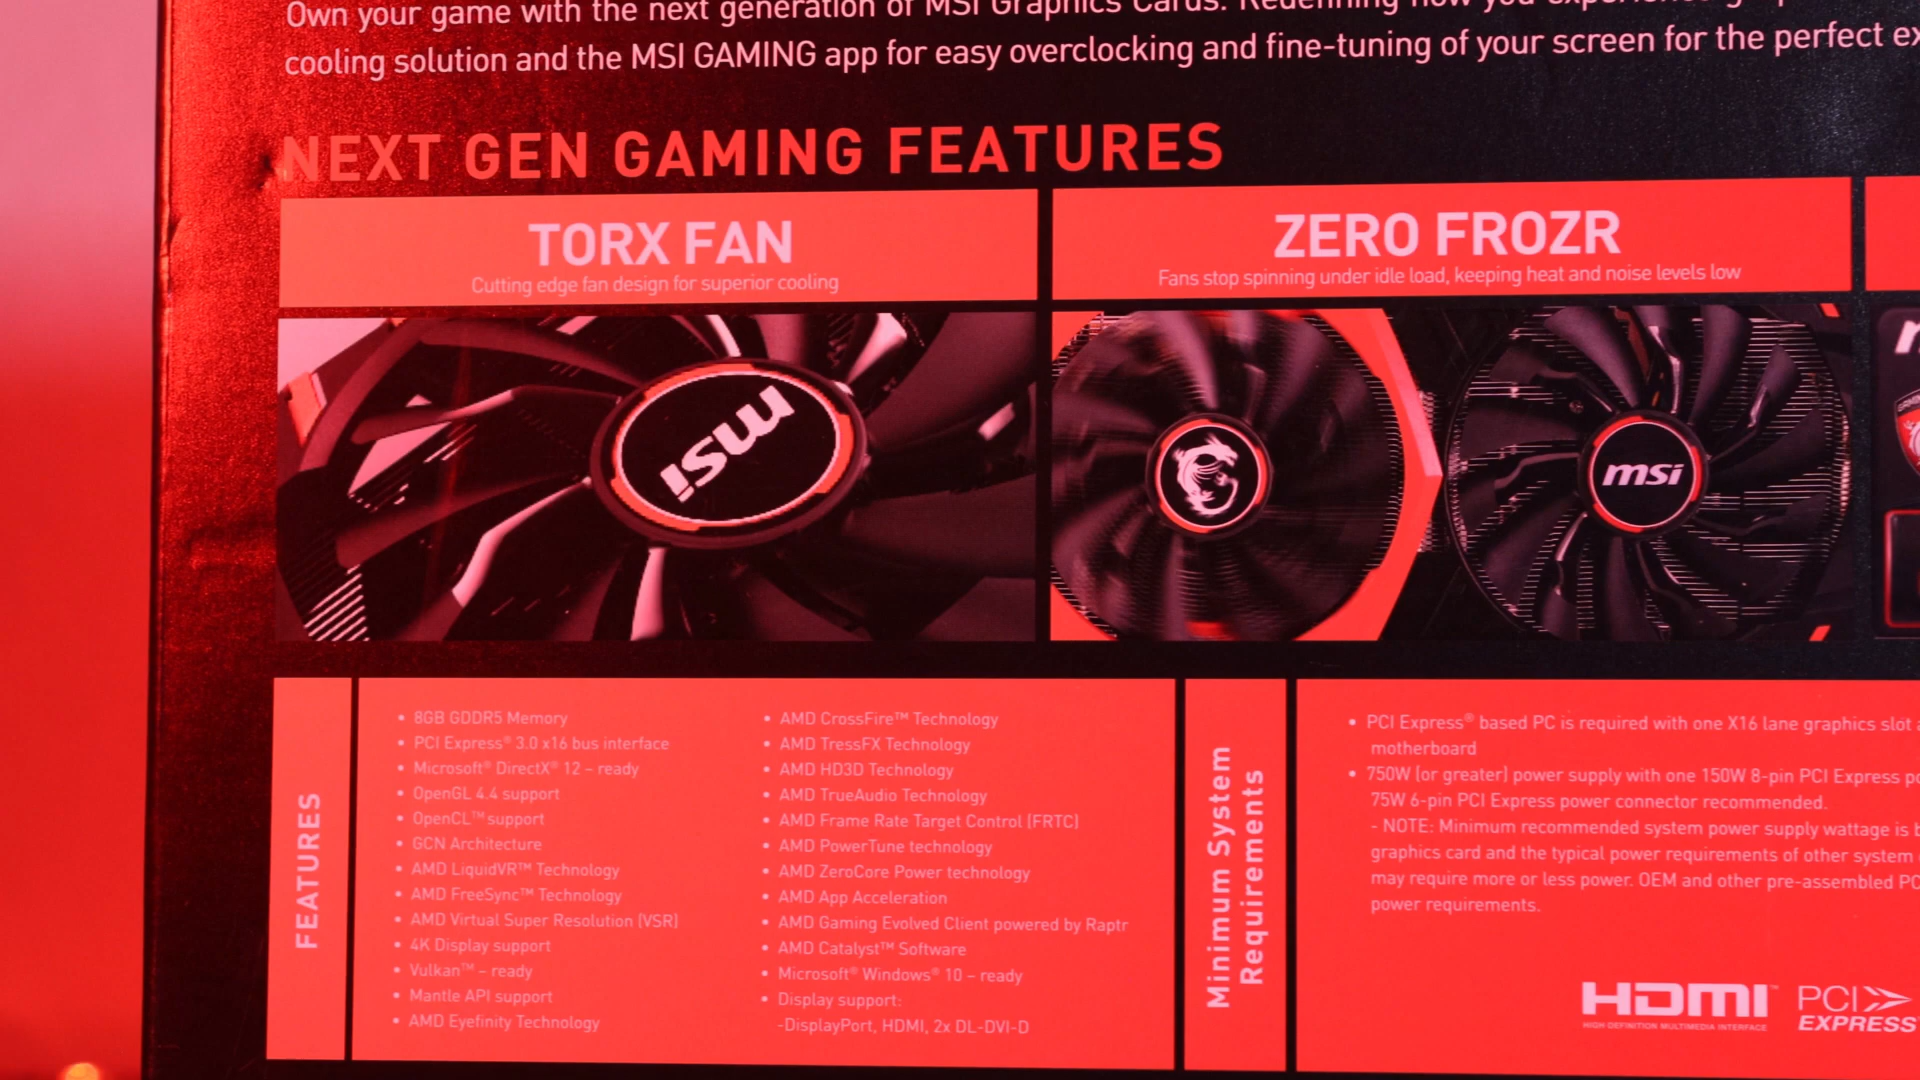 Own your game with the next generation of MSI Graphics Cards. Redefining how you
cooling solution and the MSI GAMING app for easy overclocking and fine-tuning of your screen for the perfect
NEXT GEN GAMING FEATURES
TORX FAN
Cutting edge fan design for superior cooling
ZERO FROZR
Fans stop spinning under idle load, keeping heat and noise levels low
msi
msi
FEATURES
• 8GB GDDR5 Memory
• PCI Express® 3.0 x16 bus interface
• Microsoft® DirectX® 12 – ready
• OpenGL 4.4 support
• OpenCL™ support
• GCN Architecture
• AMD LiquidVR™ Technology
• AMD FreeSync™ Technology
• AMD Virtual Super Resolution (VSR)
• 4K Display support
• Vulkan™ – ready
• Mantle API support
• AMD Eyefinity Technology
• AMD CrossFire™ Technology
• AMD TressFX Technology
• AMD HD3D Technology
• AMD TrueAudio Technology
• AMD Frame Rate Target Control (FRTC)
• AMD PowerTune technology
• AMD ZeroCore Power technology
• AMD App Acceleration
• AMD Gaming Evolved Client powered by Raptr
• AMD Catalyst™ Software
• Microsoft® Windows® 10 – ready
• Display support:
-DisplayPort, HDMI, 2x DL-DVI-D
Minimum System
Requirements
• PCI Express® based PC is required with one X16 lane graphics slot
motherboard
• 750W (or greater) power supply with one 150W 8-pin PCI Express
75W 6-pin PCI Express power connector recommended.
- NOTE: Minimum recommended system power supply wattage is
graphics card and the typical power requirements of other system
may require more or less power. OEM and other pre-assembled PC
power requirements.
HDMI™
HIGH DEFINITION MULTIMEDIA INTERFACE
PCI
EXPRESS